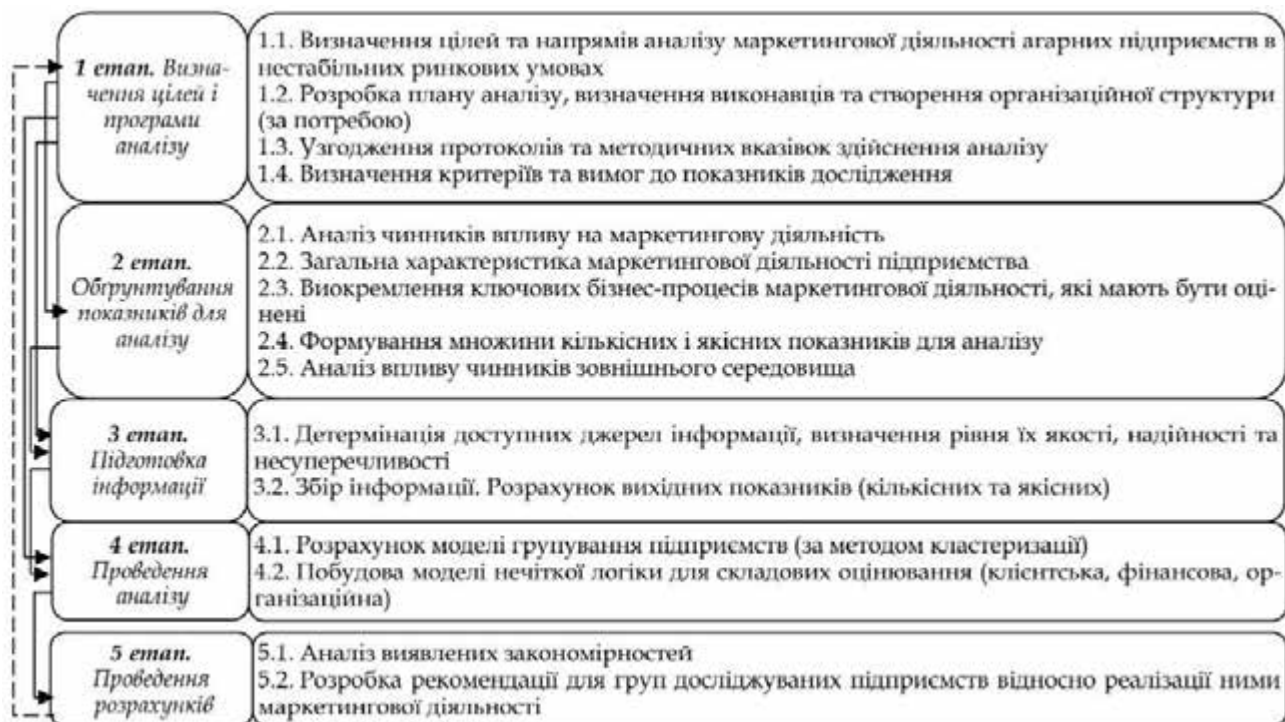 1 етап. Визна-
чення цілей і
програми
аналізу
1.1. Визначення цілей та напрямів аналізу маркетингової діяльності агарних підприємств в
нестабільних ринкових умовах
1.2. Розробка плану аналізу, визначення виконавців та створення організаційної структури
(за потребою)
1.3. Узгодження протоколів та методичних вказівок здійснення аналізу
1.4. Визначення критеріїв та вимог до показників дослідження
2 етап.
Обґрунтування
показників для
аналізу
2.1. Аналіз чинників впливу на маркетингову діяльність
2.2. Загальна характеристика маркетингової діяльності підприємства
2.3. Виокремлення ключових бізнес-процесів маркетингової діяльності, які мають бути оці-
нені
2.4. Формування множини кількісних і якісних показників для аналізу
2.5. Аналіз впливу чинників зовнішнього середовища
3 етап.
Підготовка
інформації
3.1. Детермінація доступних джерел інформації, визначення рівня їх якості, надійності та
несуперечливості
3.2. Збір інформації. Розрахунок вихідних показників (кількісних та якісних)
4 етап.
Проведення
аналізу
4.1. Розрахунок моделі групування підприємств (за методом кластеризації)
4.2. Побудова моделі нечіткої логіки для складових оцінювання (клієнтська, фінансова, ор-
ганізаційна)
5 етап.
Проведення
розрахунків
5.1. Аналіз виявлених закономірностей
5.2. Розробка рекомендації для груп досліджуваних підприємств відносно реалізації ними
маркетингової діяльності